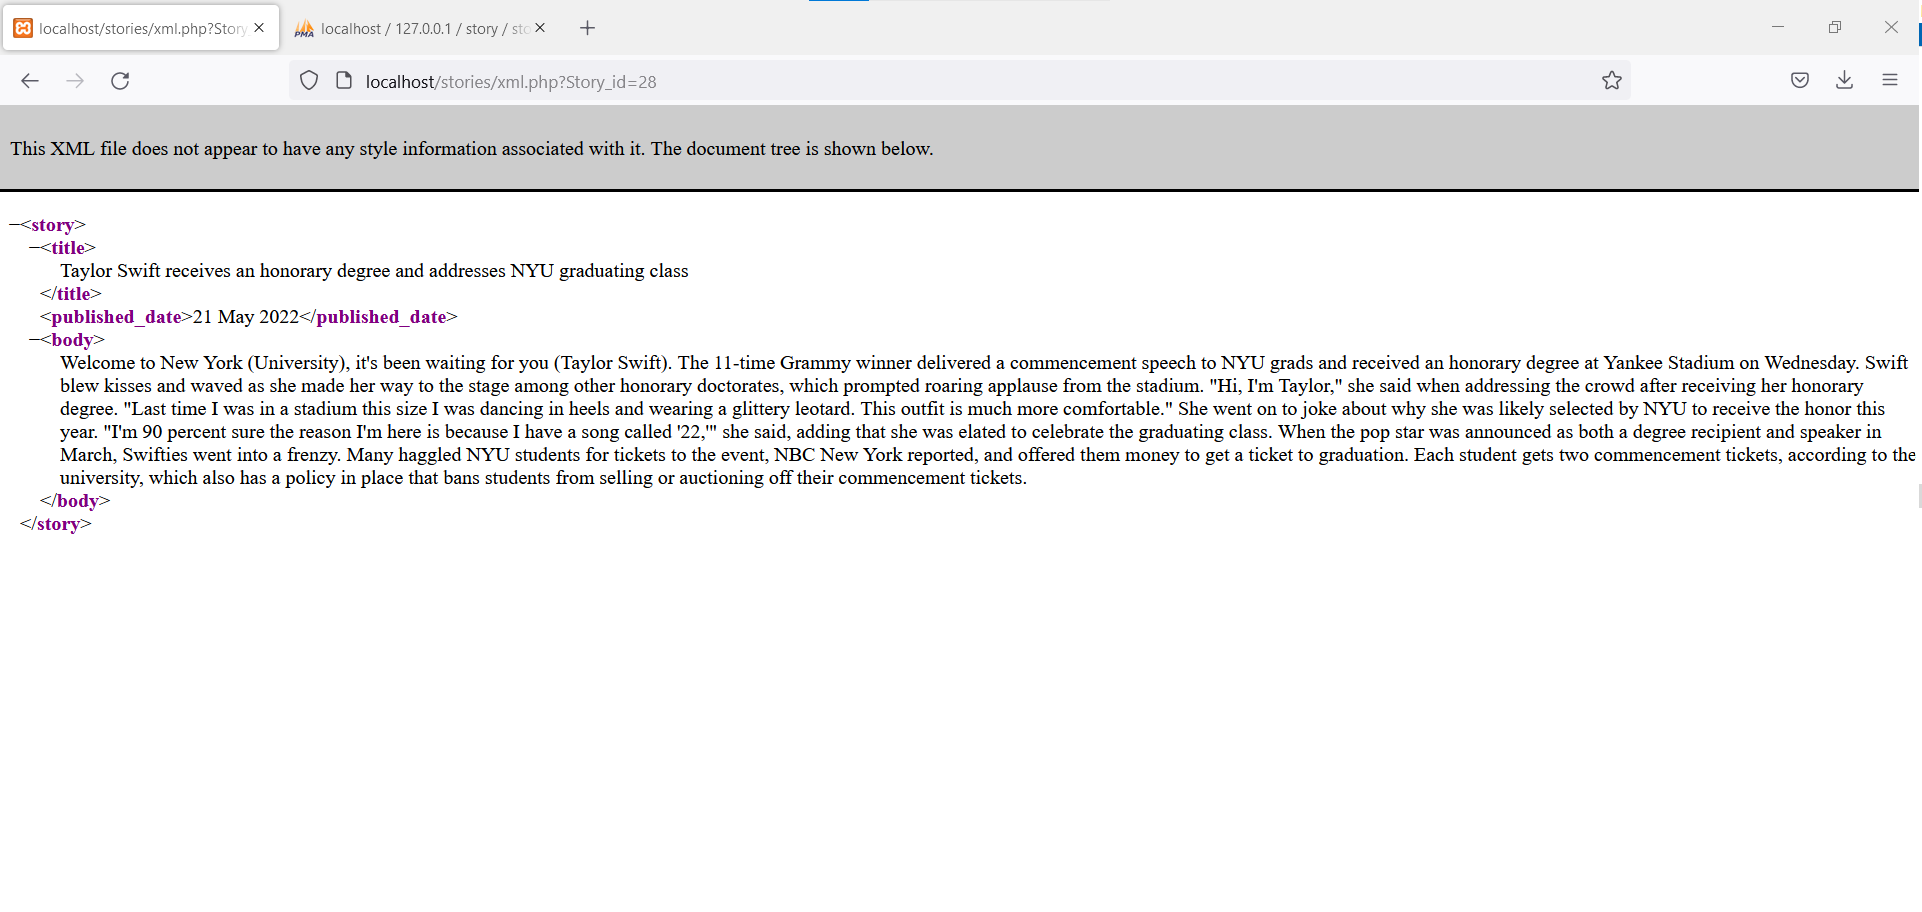 localhost/stories/xml.php?Story
PMA
localhost / 127.0.0.1 / story / sto
localhost/stories/xml.php?Story_id=28
This XML file does not appear to have any style information associated with it. The document tree is shown below.
−<story>
−<title>
Taylor Swift receives an honorary degree and addresses NYU graduating class
</title>
<published_date>21 May 2022</published_date>
−<body>
Welcome to New York (University), it's been waiting for you (Taylor Swift). The 11-time Grammy winner delivered a commencement speech to NYU grads and received an honorary degree at Yankee Stadium on Wednesday. Swift
blew kisses and waved as she made her way to the stage among other honorary doctorates, which prompted roaring applause from the stadium. "Hi, I'm Taylor," she said when addressing the crowd after receiving her honorary
degree. "Last time I was in a stadium this size I was dancing in heels and wearing a glittery leotard. This outfit is much more comfortable." She went on to joke about why she was likely selected by NYU to receive the honor this
year. "I'm 90 percent sure the reason I'm here is because I have a song called '22,'" she said, adding that she was elated to celebrate the graduating class. When the pop star was announced as both a degree recipient and speaker in
March, Swifties went into a frenzy. Many haggled NYU students for tickets to the event, NBC New York reported, and offered them money to get a ticket to graduation. Each student gets two commencement tickets, according to the
university, which also has a policy in place that bans students from selling or auctioning off their commencement tickets.
</body>
</story>